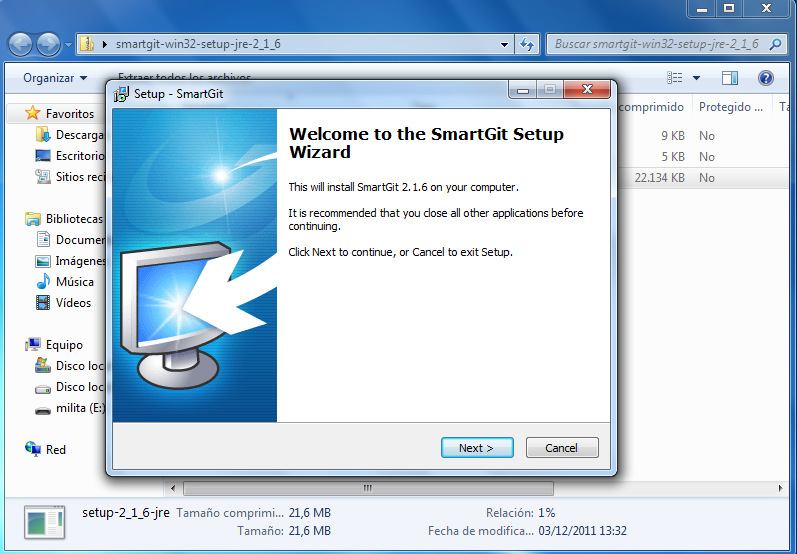 smartgit-win32-setup-jre-2_1_6
Buscar smartgit-win32-setup-jre-2_1_6
Organizar
Extraer todos los archivos
Setup - SmartGit
comprimido
Protegido ...
Favoritos
Descarga
9 KB
No
Escritorio
5 KB
No
Sitios reci
22.134 KB
No
Welcome to the SmartGit Setup
Wizard
This will install SmartGit 2.1.6 on your computer.
It is recommended that you close all other applications before
continuing.
Click Next to continue, or Cancel to exit Setup.
Bibliotecas
Documen
Imágenes
Música
Vídeos
Equipo
Disco loc
Disco loc
milita (E:)
Red
Next >
Cancel
setup-2_1_6-jre
Tamaño comprimi... 21,6 MB
Relación: 1%
Tamaño: 21,6 MB
Fecha de modifica... 03/12/2011 13:32